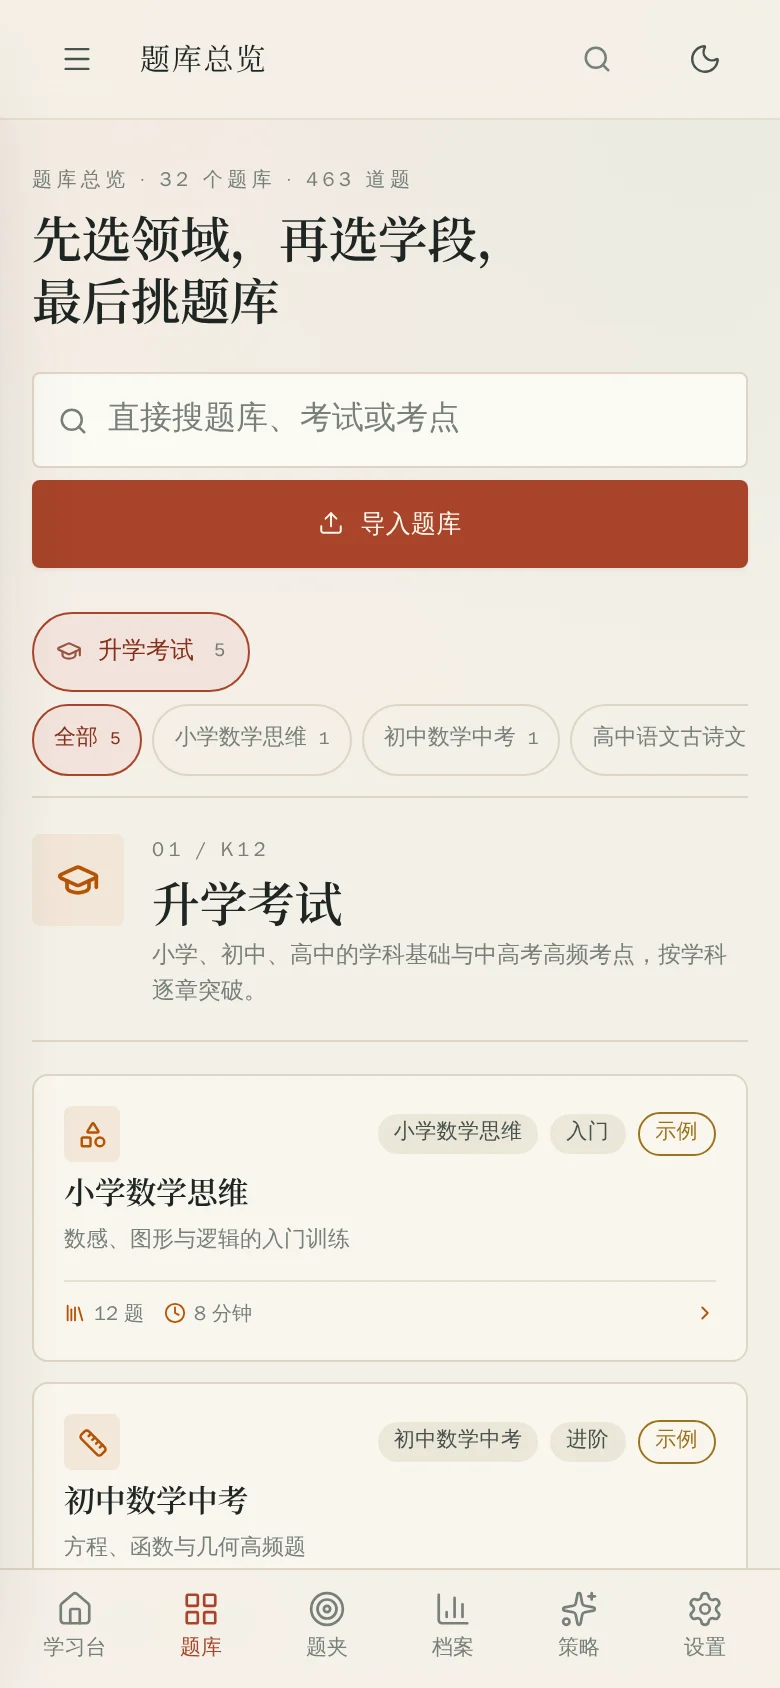 题库总览
题库总览 · 32 个题库 · 463 道题
先选领域，再选学段，
最后挑题库
直接搜题库、考试或考点
导入题库
升学考试 5
全部 5 小学数学思维 1 初中数学中考 1 高中语文古诗文
01 / K12
升学考试
小学、初中、高中的学科基础与中高考高频考点，按学科
逐章突破。
小学数学思维 入门 示例
小学数学思维
数感、图形与逻辑的入门训练
12 题 8 分钟
初中数学中考 进阶 示例
初中数学中考
方程、函数与几何高频题
学习台 题库 题夹 档案 策略 设置